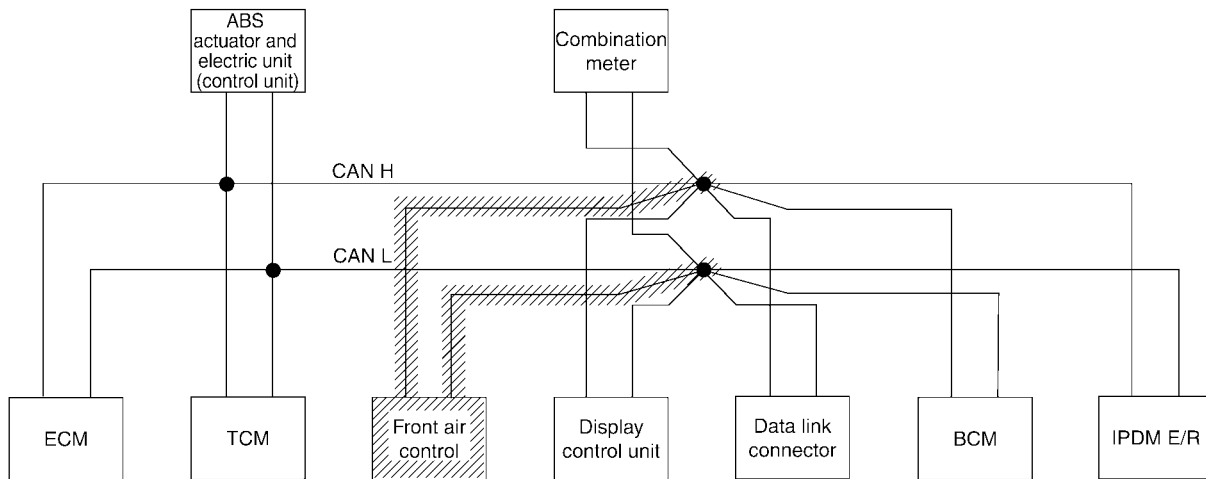 ABS
actuator and
electric unit
(control unit)
Combination
meter
CAN H
CAN L
ECM
TCM
Front air
control
Display
control unit
Data link
connector
BCM
IPDM E/R